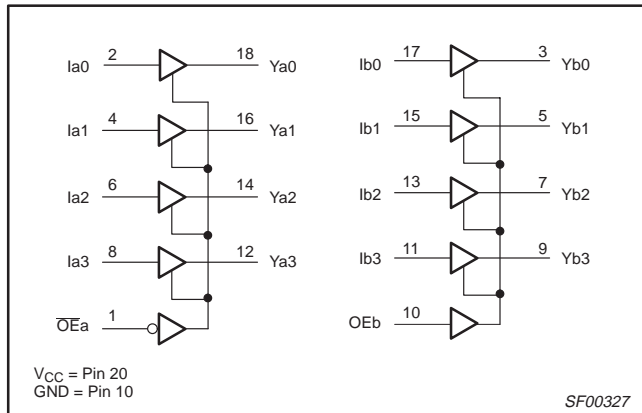 Ia0 2 18 Ya0
Ia1 4 16 Ya1
Ia2 6 14 Ya2
Ia3 8 12 Ya3
OEa 1
Ib0 17 3 Yb0
Ib1 15 5 Yb1
Ib2 13 7 Yb2
Ib3 11 9 Yb3
OEb 10
VCC = Pin 20
GND = Pin 10
SF00327